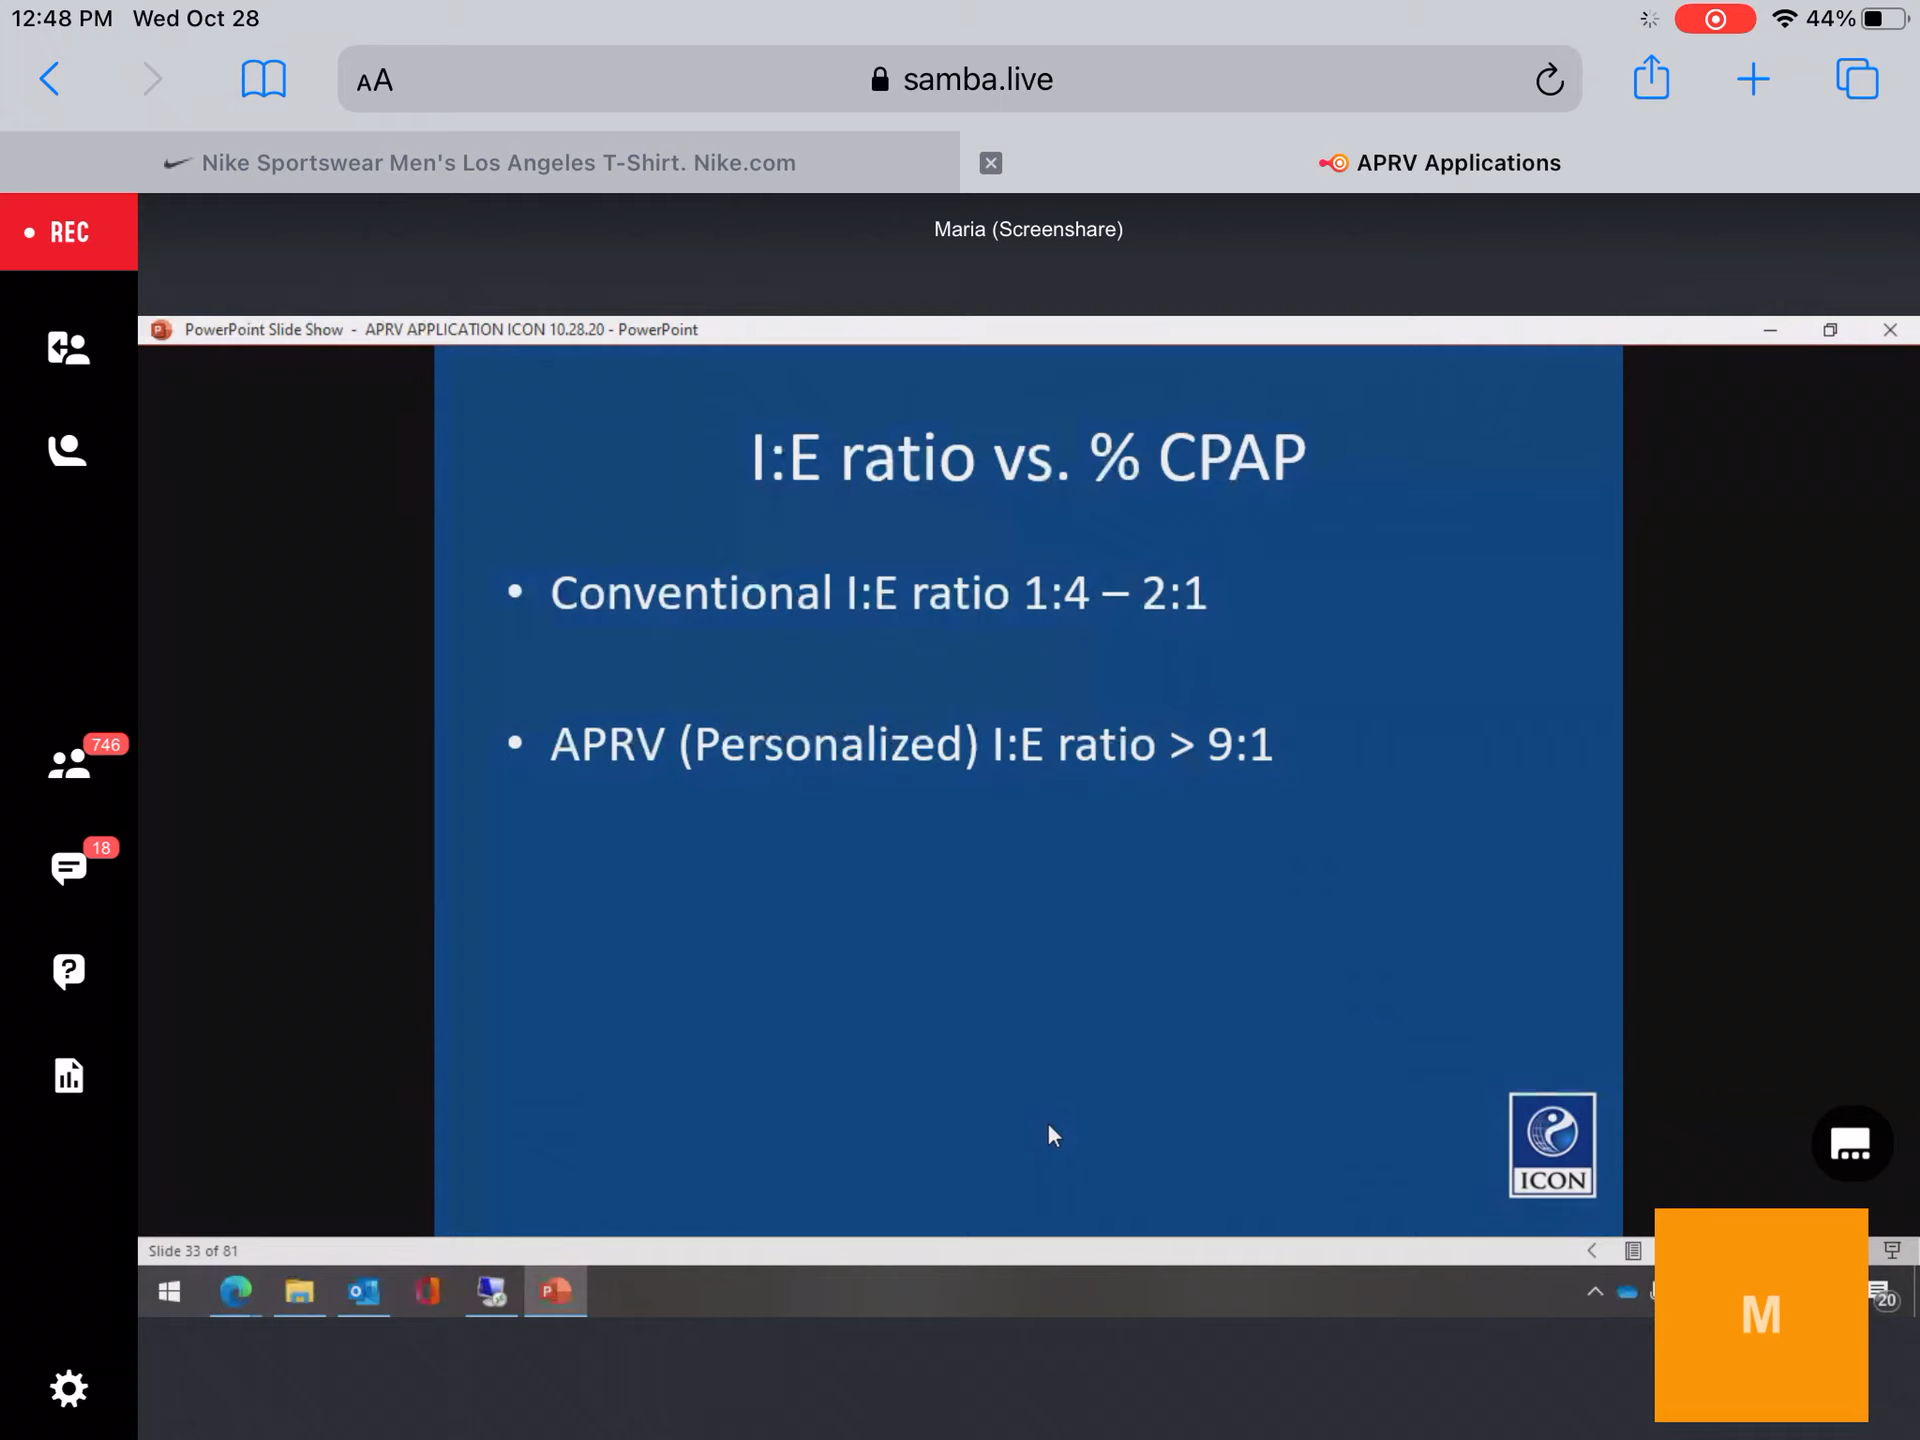 12:48 PM Wed Oct 28
44%
AA
samba.live
Nike Sportswear Men's Los Angeles T-Shirt. Nike.com
APRV Applications
REC
Maria (Screenshare)
PowerPoint Slide Show - APRV APPLICATION ICON 10.28.20 - PowerPoint
I:E ratio vs. % CPAP
• Conventional I:E ratio 1:4 – 2:1
• APRV (Personalized) I:E ratio > 9:1
746
18
ICON
Slide 33 of 81
20
M